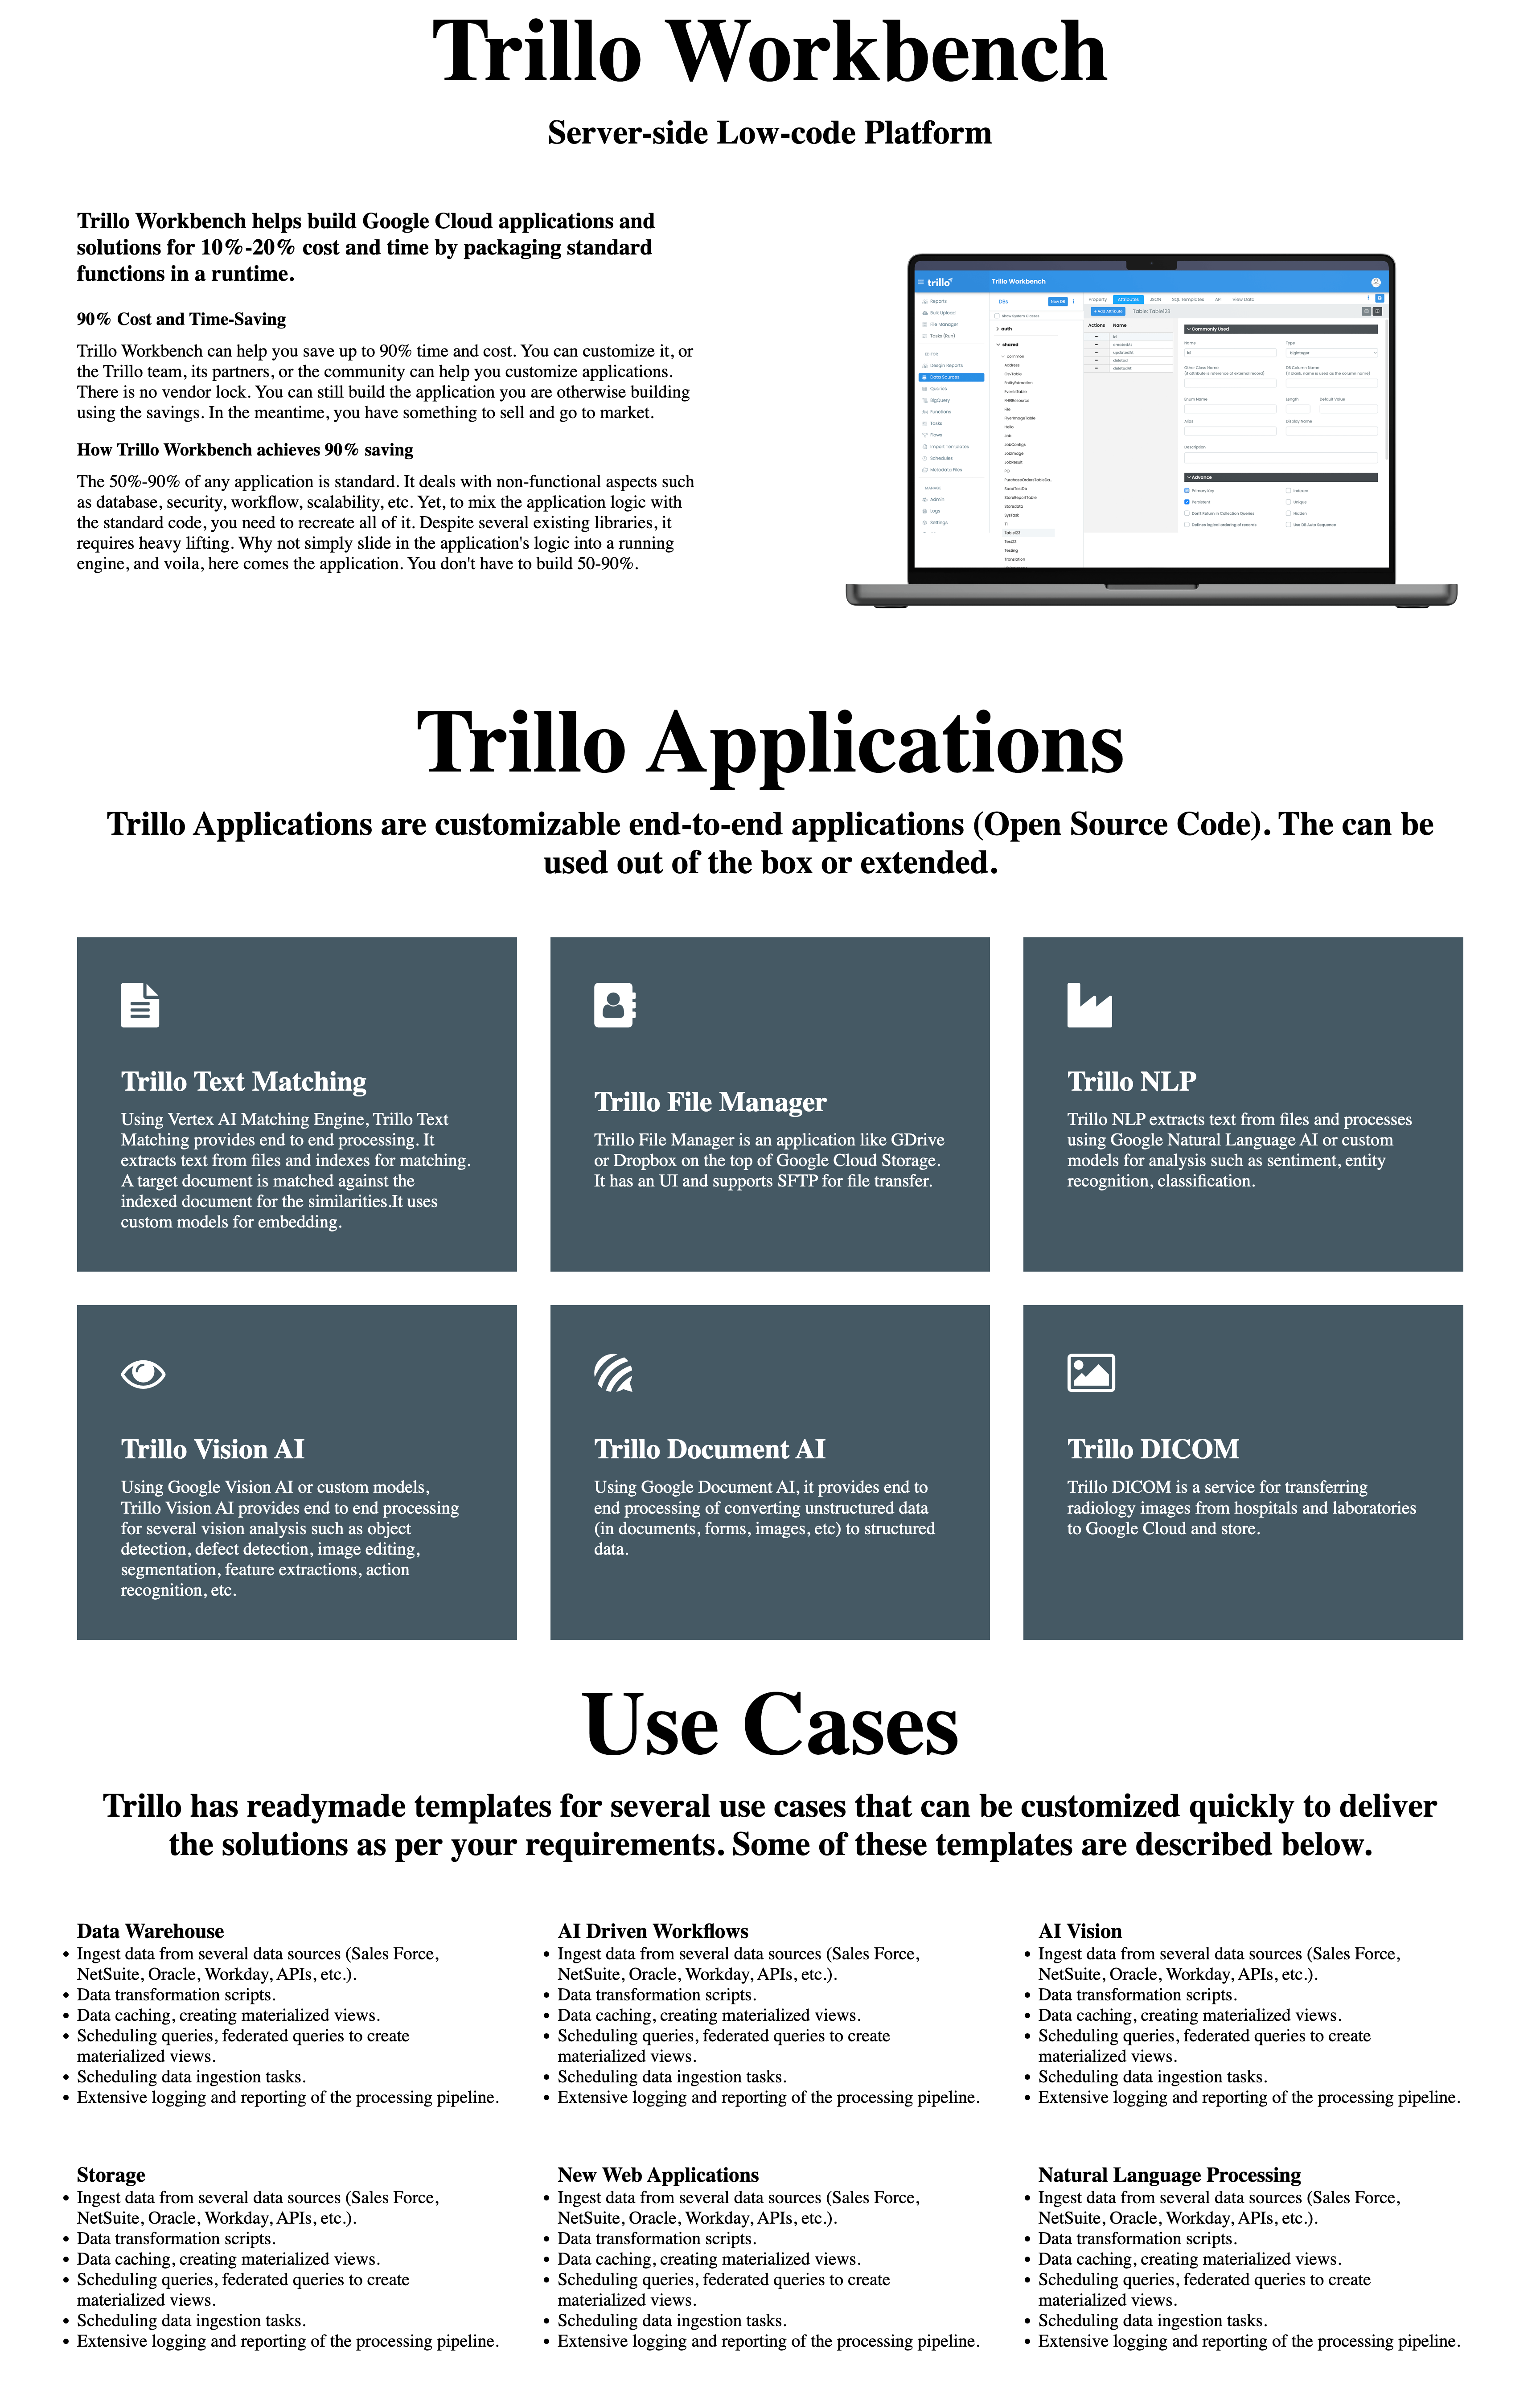 Trillo Workbench
Server-side Low-code Platform
Trillo Workbench helps build Google Cloud applications and
solutions for 10%-20% cost and time by packaging standard
functions in a runtime.
90% Cost and Time-Saving
Trillo Workbench can help you save up to 90% time and cost. You can customize it, or
the Trillo team, its partners, or the community can help you customize applications.
There is no vendor lock. You can still build the application you are otherwise building
using the savings. In the meantime, you have something to sell and go to market.
How Trillo Workbench achieves 90% saving
The 50%-90% of any application is standard. It deals with non-functional aspects such
as database, security, workflow, scalability, etc. Yet, to mix the application logic with
the standard code, you need to recreate all of it. Despite several existing libraries, it
requires heavy lifting. Why not simply slide in the application's logic into a running
engine, and voila, here comes the application. You don't have to build 50-90%.
trillo
Trillo Workbench
Reports
Bulk Upload
File Manager
Tasks (Run)
EDITOR
Desgin Reports
Data Sources
Queries
BigQuery
Functions
Tasks
Flows
Import Templates
Schedules
Metadata Files
MANAGE
Admin
Logs
Settings
DBs
New DB
Show System Classes
auth
shared
common
Address
CsvTable
EntityInteraction
EventsTable
FHIRResource
File
FlyerImageTable
Hello
Job
JobConfigs
JobImage
JobResult
PO
PurchaseOrdersTableDo..
RasaTestDb
StoreReportTable
Storedata
SysTask
TI
Table123
Test23
Testing
Translation
Property
Attributes
JSON
SQL Templates
API
View Data
+ Add Attribute
Table: Table123
Actions
Name
id
createdAt
updatedAt
deleted
deletedAt
Commonly Used
Name
Type
id
biginteger
Other Class Name
DB Column Name
(if attribute is reference of external record)
(if blank, name is used as the column name)
Enum Name
Length
Default Value
Alias
Display Name
Description
Advance
Primary Key
Indexed
Persistent
Unique
Don't Return in Collection Queries
Hidden
Defines logical ordering of records
Use DB Auto Sequence
Trillo Applications
Trillo Applications are customizable end-to-end applications (Open Source Code). The can be
used out of the box or extended.
Trillo Text Matching
Using Vertex AI Matching Engine, Trillo Text
Matching provides end to end processing. It
extracts text from files and indexes for matching.
A target document is matched against the
indexed document for the similarities.It uses
custom models for embedding.
Trillo File Manager
Trillo File Manager is an application like GDrive
or Dropbox on the top of Google Cloud Storage.
It has an UI and supports SFTP for file transfer.
Trillo NLP
Trillo NLP extracts text from files and processes
using Google Natural Language AI or custom
models for analysis such as sentiment, entity
recognition, classification.
Trillo Vision AI
Using Google Vision AI or custom models,
Trillo Vision AI provides end to end processing
for several vision analysis such as object
detection, defect detection, image editing,
segmentation, feature extractions, action
recognition, etc.
Trillo Document AI
Using Google Document AI, it provides end to
end processing of converting unstructured data
(in documents, forms, images, etc) to structured
data.
Trillo DICOM
Trillo DICOM is a service for transferring
radiology images from hospitals and laboratories
to Google Cloud and store.
Use Cases
Trillo has readymade templates for several use cases that can be customized quickly to deliver
the solutions as per your requirements. Some of these templates are described below.
Data Warehouse
• Ingest data from several data sources (Sales Force,
NetSuite, Oracle, Workday, APIs, etc.).
• Data transformation scripts.
• Data caching, creating materialized views.
• Scheduling queries, federated queries to create
materialized views.
• Scheduling data ingestion tasks.
• Extensive logging and reporting of the processing pipeline.
AI Driven Workflows
• Ingest data from several data sources (Sales Force,
NetSuite, Oracle, Workday, APIs, etc.).
• Data transformation scripts.
• Data caching, creating materialized views.
• Scheduling queries, federated queries to create
materialized views.
• Scheduling data ingestion tasks.
• Extensive logging and reporting of the processing pipeline.
AI Vision
• Ingest data from several data sources (Sales Force,
NetSuite, Oracle, Workday, APIs, etc.).
• Data transformation scripts.
• Data caching, creating materialized views.
• Scheduling queries, federated queries to create
materialized views.
• Scheduling data ingestion tasks.
• Extensive logging and reporting of the processing pipeline.
Storage
• Ingest data from several data sources (Sales Force,
NetSuite, Oracle, Workday, APIs, etc.).
• Data transformation scripts.
• Data caching, creating materialized views.
• Scheduling queries, federated queries to create
materialized views.
• Scheduling data ingestion tasks.
• Extensive logging and reporting of the processing pipeline.
New Web Applications
• Ingest data from several data sources (Sales Force,
NetSuite, Oracle, Workday, APIs, etc.).
• Data transformation scripts.
• Data caching, creating materialized views.
• Scheduling queries, federated queries to create
materialized views.
• Scheduling data ingestion tasks.
• Extensive logging and reporting of the processing pipeline.
Natural Language Processing
• Ingest data from several data sources (Sales Force,
NetSuite, Oracle, Workday, APIs, etc.).
• Data transformation scripts.
• Data caching, creating materialized views.
• Scheduling queries, federated queries to create
materialized views.
• Scheduling data ingestion tasks.
• Extensive logging and reporting of the processing pipeline.